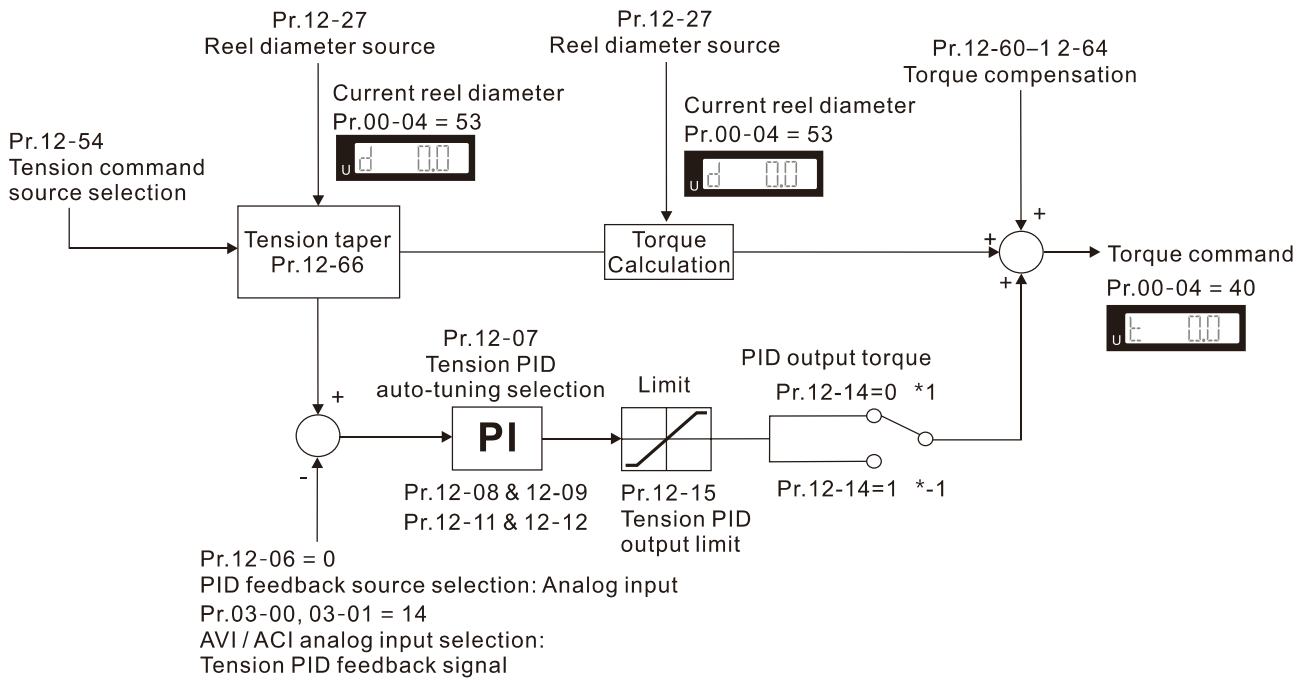 Pr.12-27
Reel diameter source
Pr.12-27
Reel diameter source
Pr.12-60–1 2-64
Torque compensation
Current reel diameter
Pr.00-04 = 53
U d 0.0
Current reel diameter
Pr.00-04 = 53
U d 0.0
Pr.12-54
Tension command
source selection
Tension taper
Pr.12-66
Torque
Calculation
+
+
+
Torque command
Pr.00-04 = 40
U t 0.0
Pr.12-07
Tension PID
auto-tuning selection
Limit
PID output torque
Pr.12-14=0 *1
+
-
PI
Pr.12-08 & 12-09
Pr.12-11 & 12-12
Pr.12-15
Tension PID
output limit
Pr.12-14=1 *-1
Pr.12-06 = 0
PID feedback source selection: Analog input
Pr.03-00, 03-01 = 14
AVI / ACI analog input selection:
Tension PID feedback signal